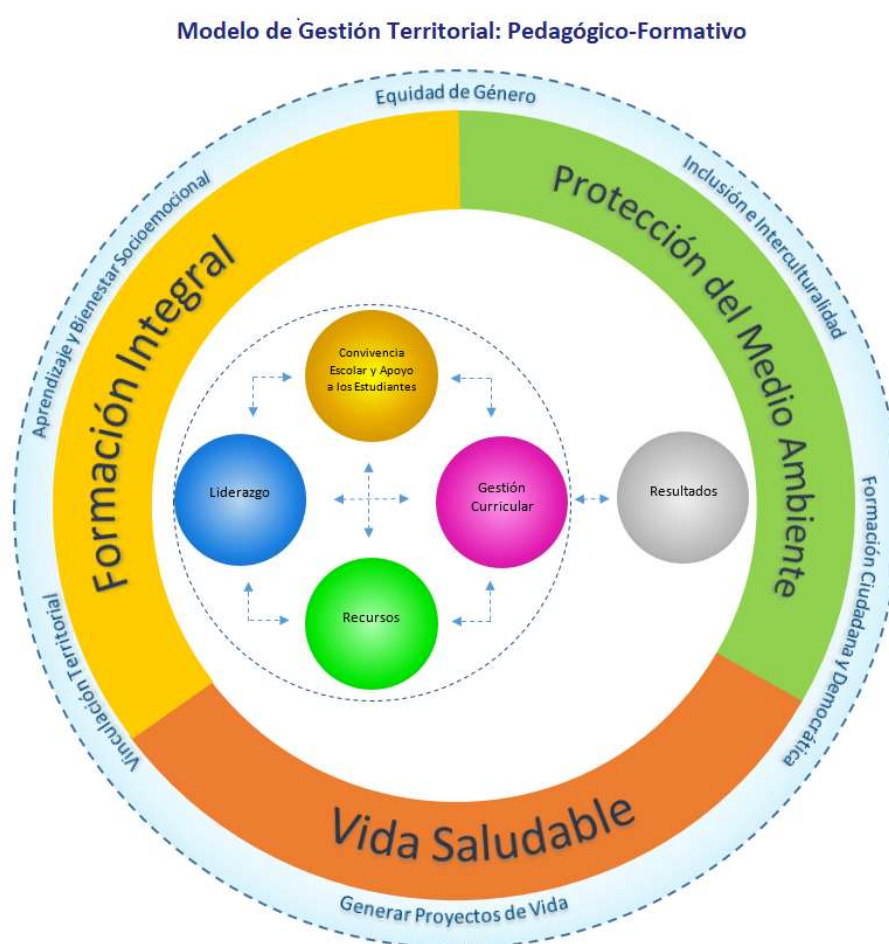 Modelo de Gestión Territorial: Pedagógico-Formativo
Equidad de Género
Inclusión e Interculturalidad
Formación Ciudadana y Democrática
Generar Proyectos de Vida
Vinculación Territorial
Aprendizaje y Bienestar Socioemocional
Formación Integral
Protección del Medio Ambiente
Vida Saludable
Convivencia
Escolar y Apoyo
a los Estudiantes
Liderazgo
Gestión
Curricular
Resultados
Recursos